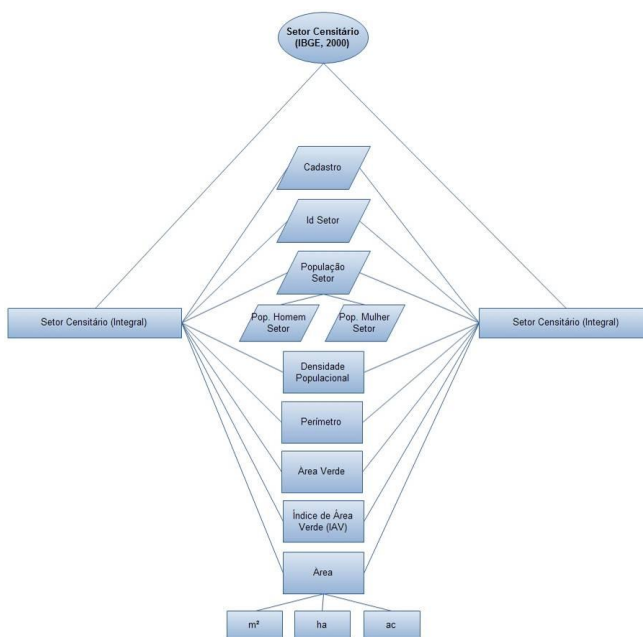 Setor Censitário
(IBGE, 2000)
Cadastro
Id Setor
População
Setor
Setor Censitário (Integral)
Pop. Homem
Setor
Pop. Mulher
Setor
Setor Censitário (Integral)
Densidade
Populacional
Perímetro
Área Verde
Índice de Área
Verde (IAV)
Área
m²
ha
ac